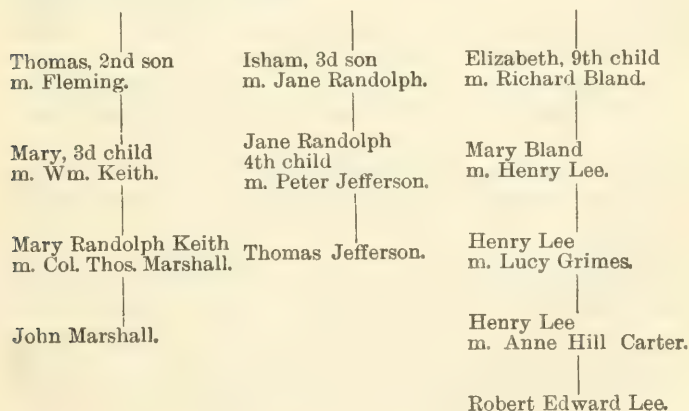 Thomas, 2nd son
m. Fleming.
Mary, 3d child
m. Wm. Keith.
Mary Randolph Keith
m. Col. Thos. Marshall.
John Marshall.
Isham, 3d son
m. Jane Randolph.
Jane Randolph
4th child
m. Peter Jefferson.
Thomas Jefferson.
Elizabeth, 9th child
m. Richard Bland.
Mary Bland
m. Henry Lee.
Henry Lee
m. Lucy Grimes.
Henry Lee
m. Anne Hill Carter.
Robert Edward Lee.